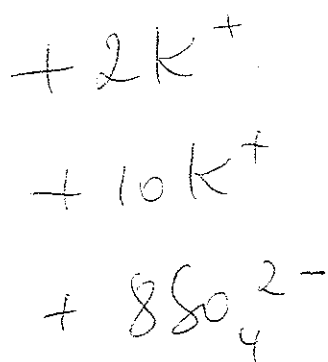 + 2K⁺
+ 10K⁺
+ 8SO₄²⁻